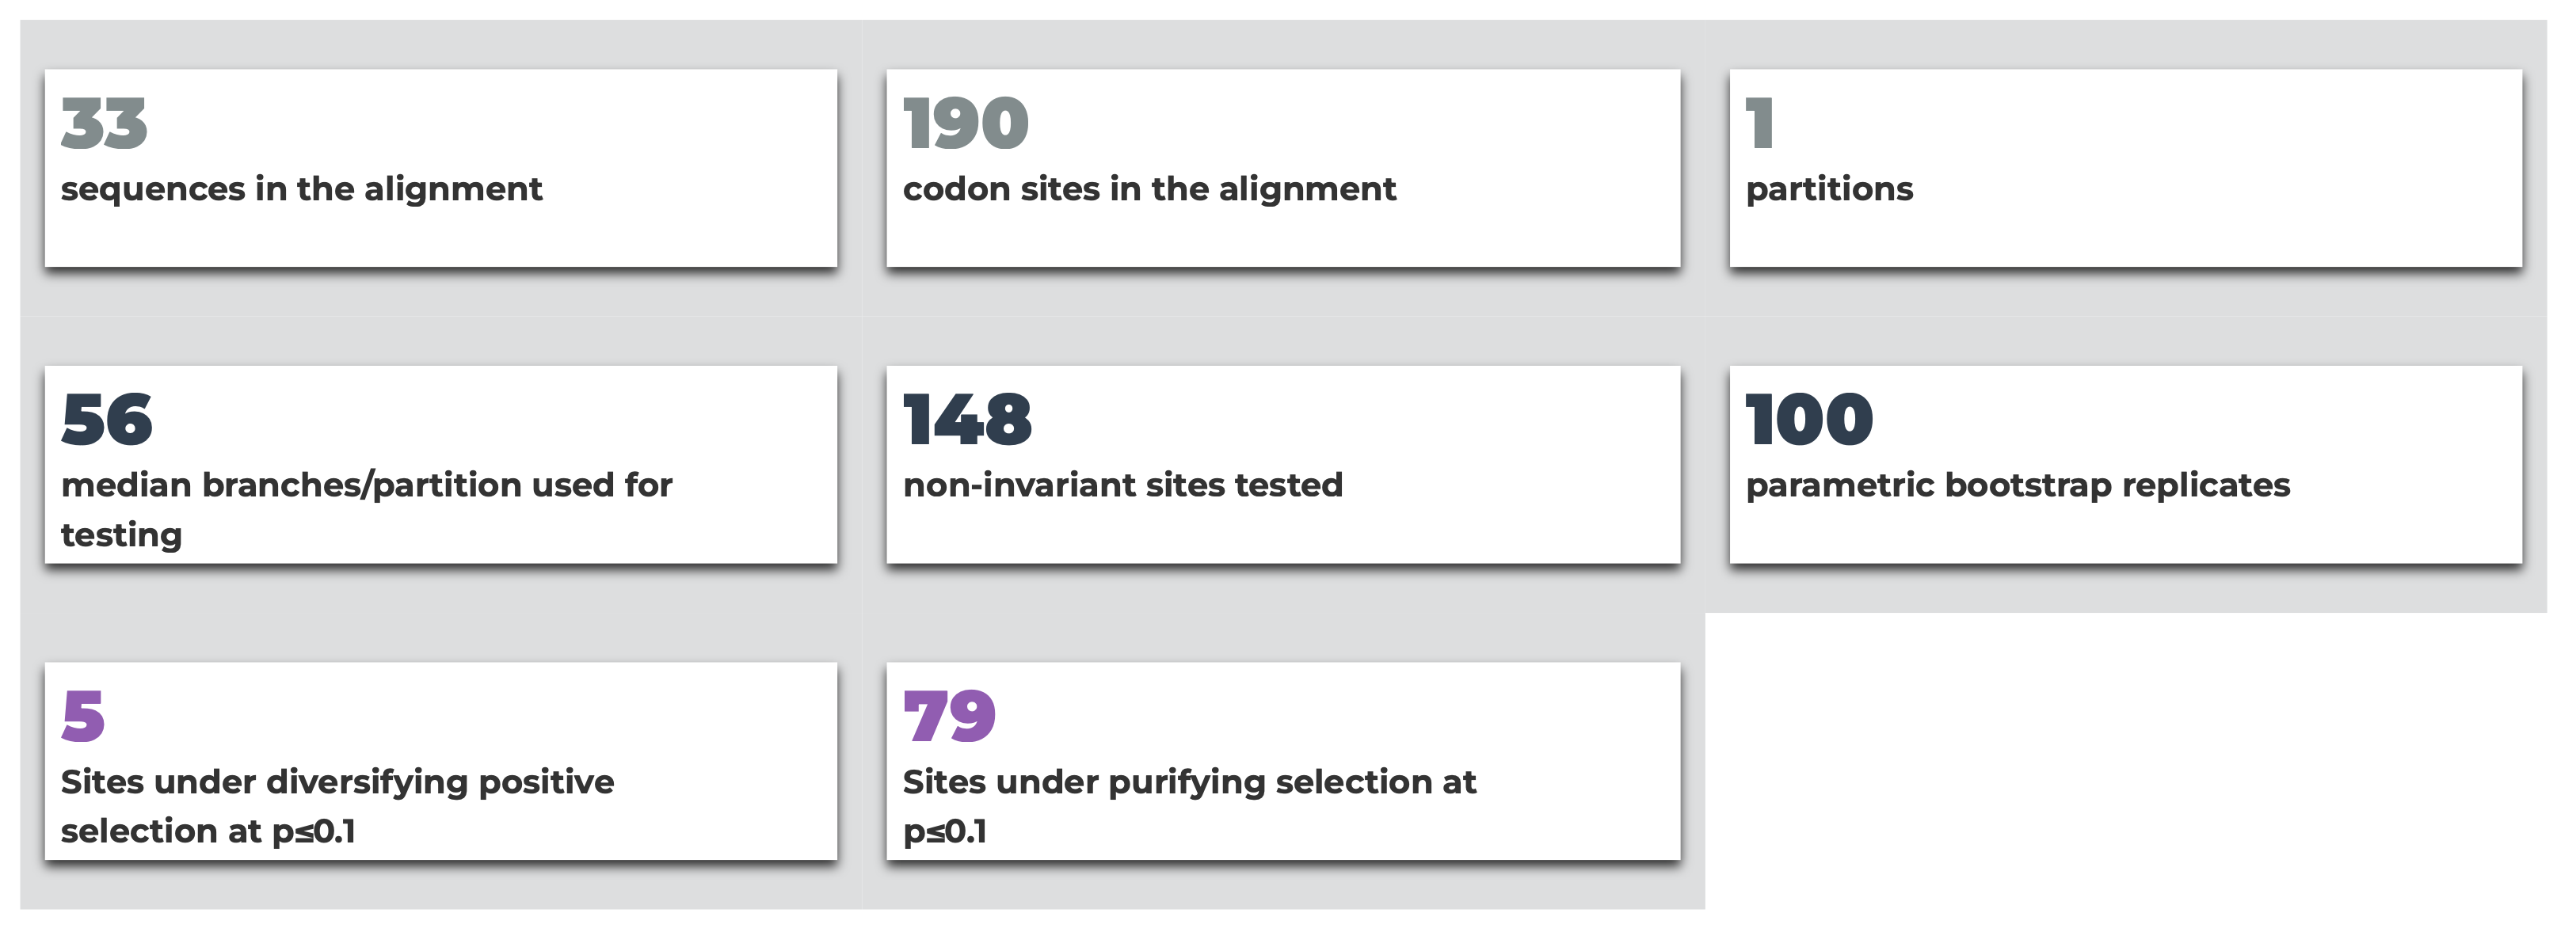 33
sequences in the alignment
190
codon sites in the alignment
1
partitions
56
median branches/partition used for
testing
148
non-invariant sites tested
100
parametric bootstrap replicates
5
Sites under diversifying positive
selection at p≤0.1
79
Sites under purifying selection at
p≤0.1